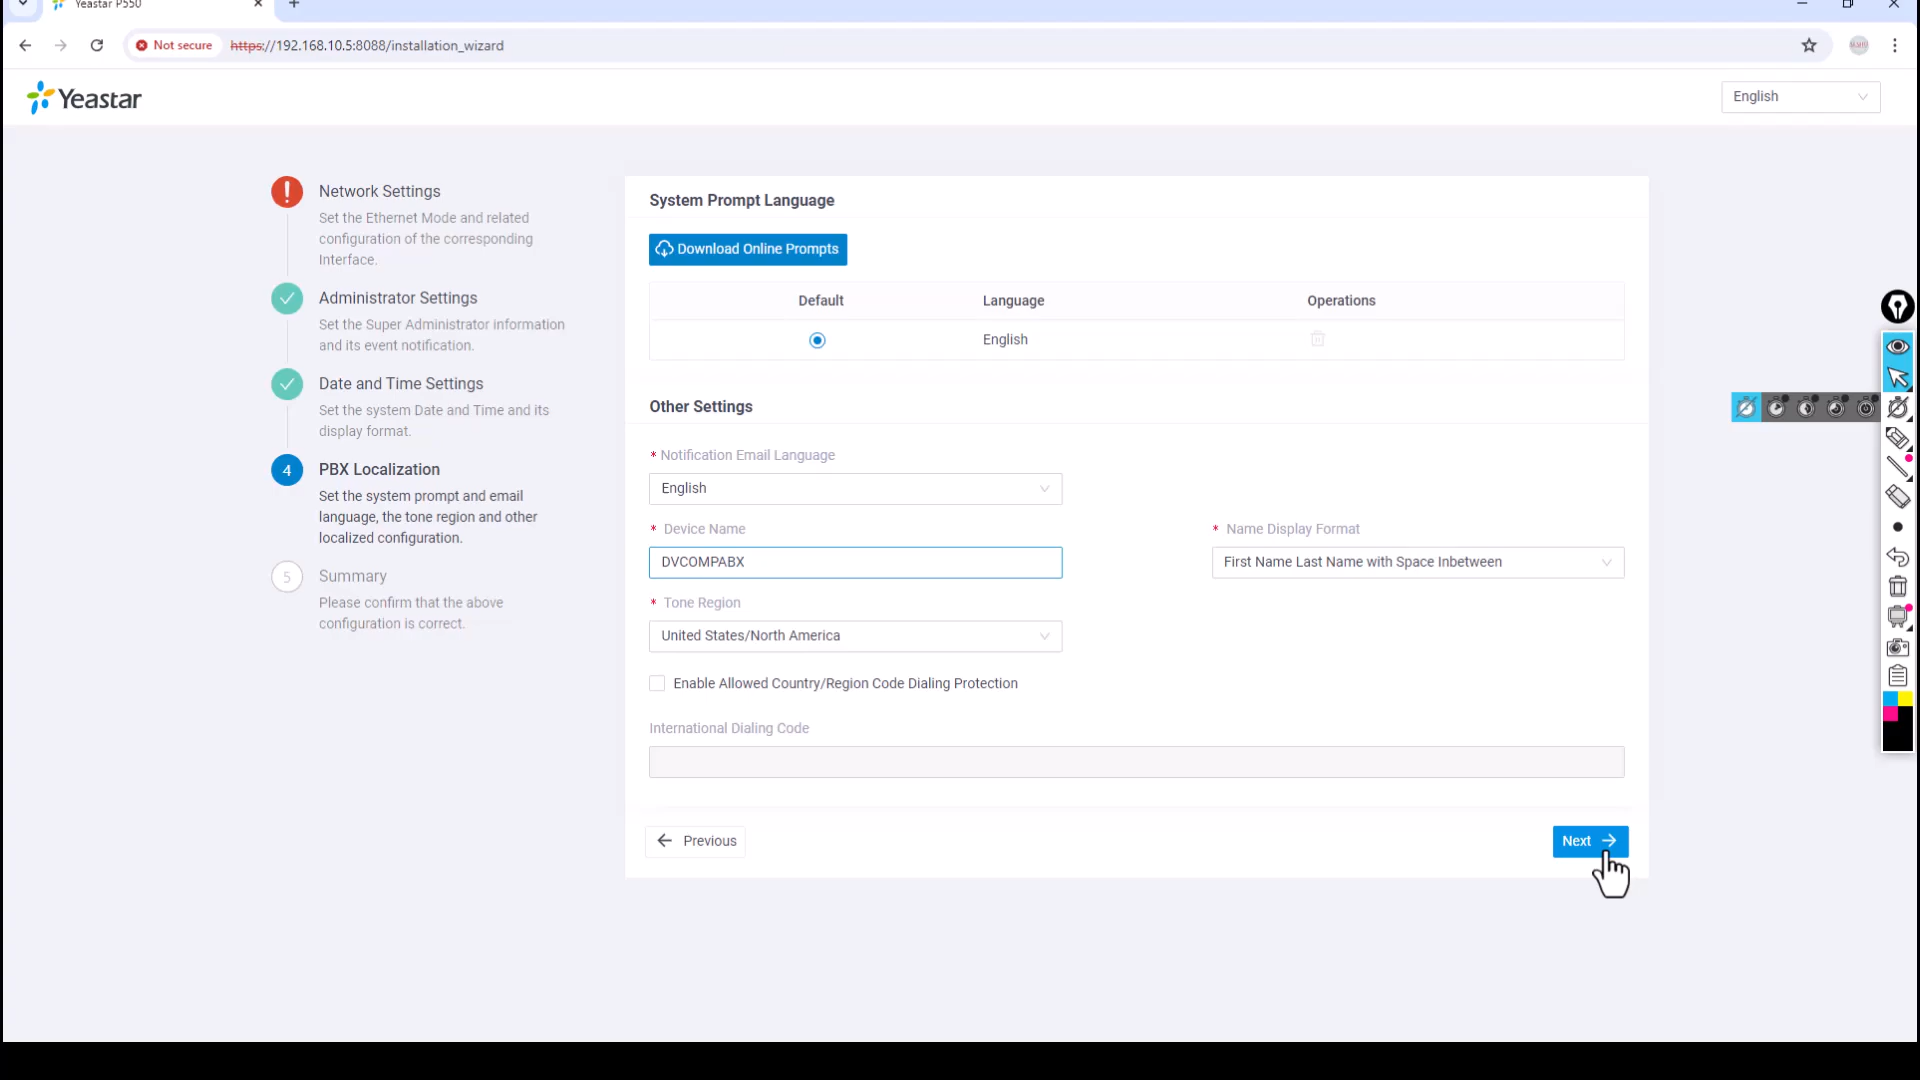 Yeastar P550
Not secure https://192.168.10.5:8088/installation_wizard
Yeastar
English
Network Settings
Set the Ethernet Mode and related
configuration of the corresponding
Interface.
Administrator Settings
Set the Super Administrator information
and its event notification.
Date and Time Settings
Set the system Date and Time and its
display format.
4 PBX Localization
Set the system prompt and email
language, the tone region and other
localized configuration.
5 Summary
Please confirm that the above
configuration is correct.
System Prompt Language
Download Online Prompts
Default Language Operations
English
Other Settings
* Notification Email Language
English
* Device Name * Name Display Format
DVCOMPABX First Name Last Name with Space Inbetween
* Tone Region
United States/North America
Enable Allowed Country/Region Code Dialing Protection
International Dialing Code
Previous Next